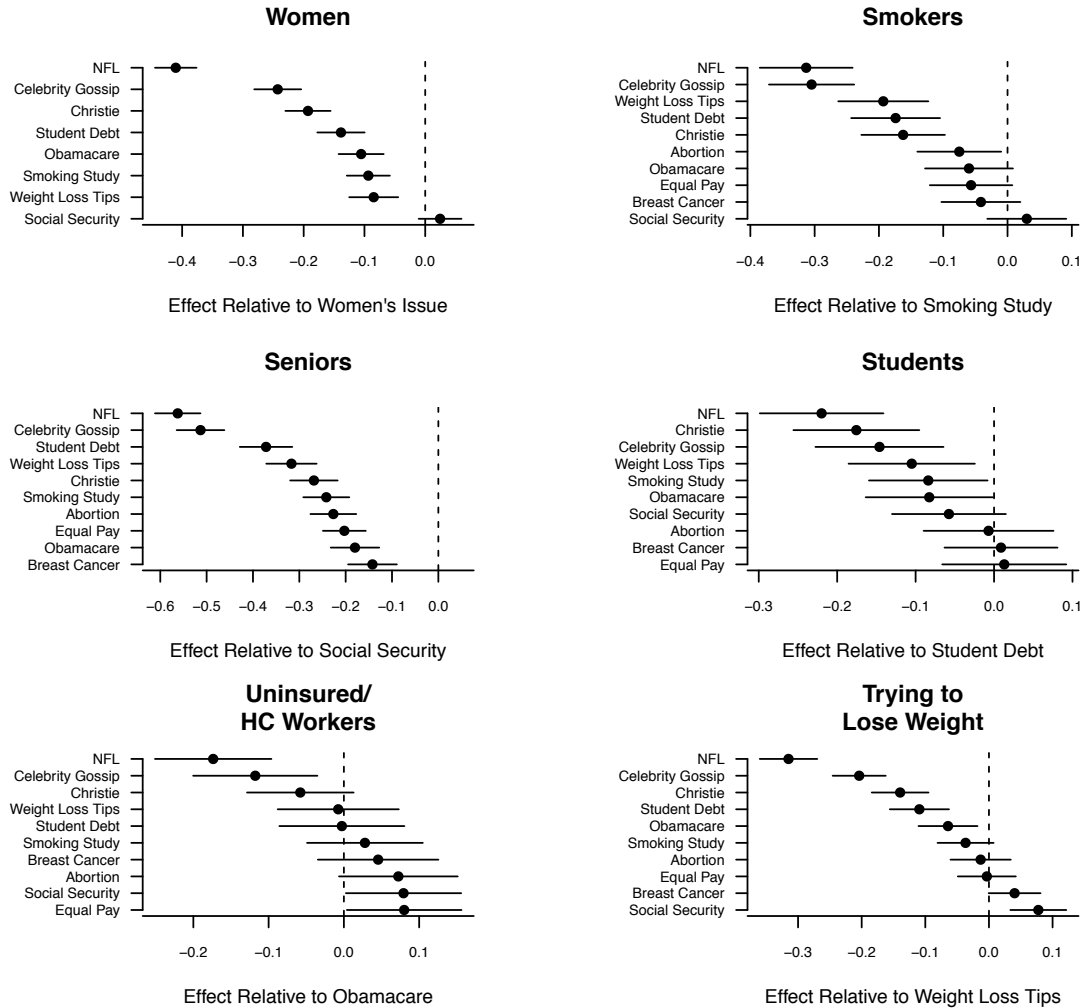 Women
NFL
Celebrity Gossip
Christie
Student Debt
Obamacare
Smoking Study
Weight Loss Tips
Social Security
−0.4 −0.3 −0.2 −0.1 0.0
Effect Relative to Women's Issue
Smokers
NFL
Celebrity Gossip
Weight Loss Tips
Student Debt
Christie
Abortion
Obamacare
Equal Pay
Breast Cancer
Social Security
−0.4 −0.3 −0.2 −0.1 0.0 0.1
Effect Relative to Smoking Study
Seniors
NFL
Celebrity Gossip
Student Debt
Weight Loss Tips
Christie
Smoking Study
Abortion
Equal Pay
Obamacare
Breast Cancer
−0.6 −0.5 −0.4 −0.3 −0.2 −0.1 0.0
Effect Relative to Social Security
Students
NFL
Christie
Celebrity Gossip
Weight Loss Tips
Smoking Study
Obamacare
Social Security
Abortion
Breast Cancer
Equal Pay
−0.3 −0.2 −0.1 0.0 0.1
Effect Relative to Student Debt
Uninsured/
HC Workers
NFL
Celebrity Gossip
Christie
Weight Loss Tips
Student Debt
Smoking Study
Breast Cancer
Abortion
Social Security
Equal Pay
−0.2 −0.1 0.0 0.1
Effect Relative to Obamacare
Trying to
Lose Weight
NFL
Celebrity Gossip
Christie
Student Debt
Obamacare
Smoking Study
Abortion
Equal Pay
Breast Cancer
Social Security
−0.3 −0.2 −0.1 0.0 0.1
Effect Relative to Weight Loss Tips